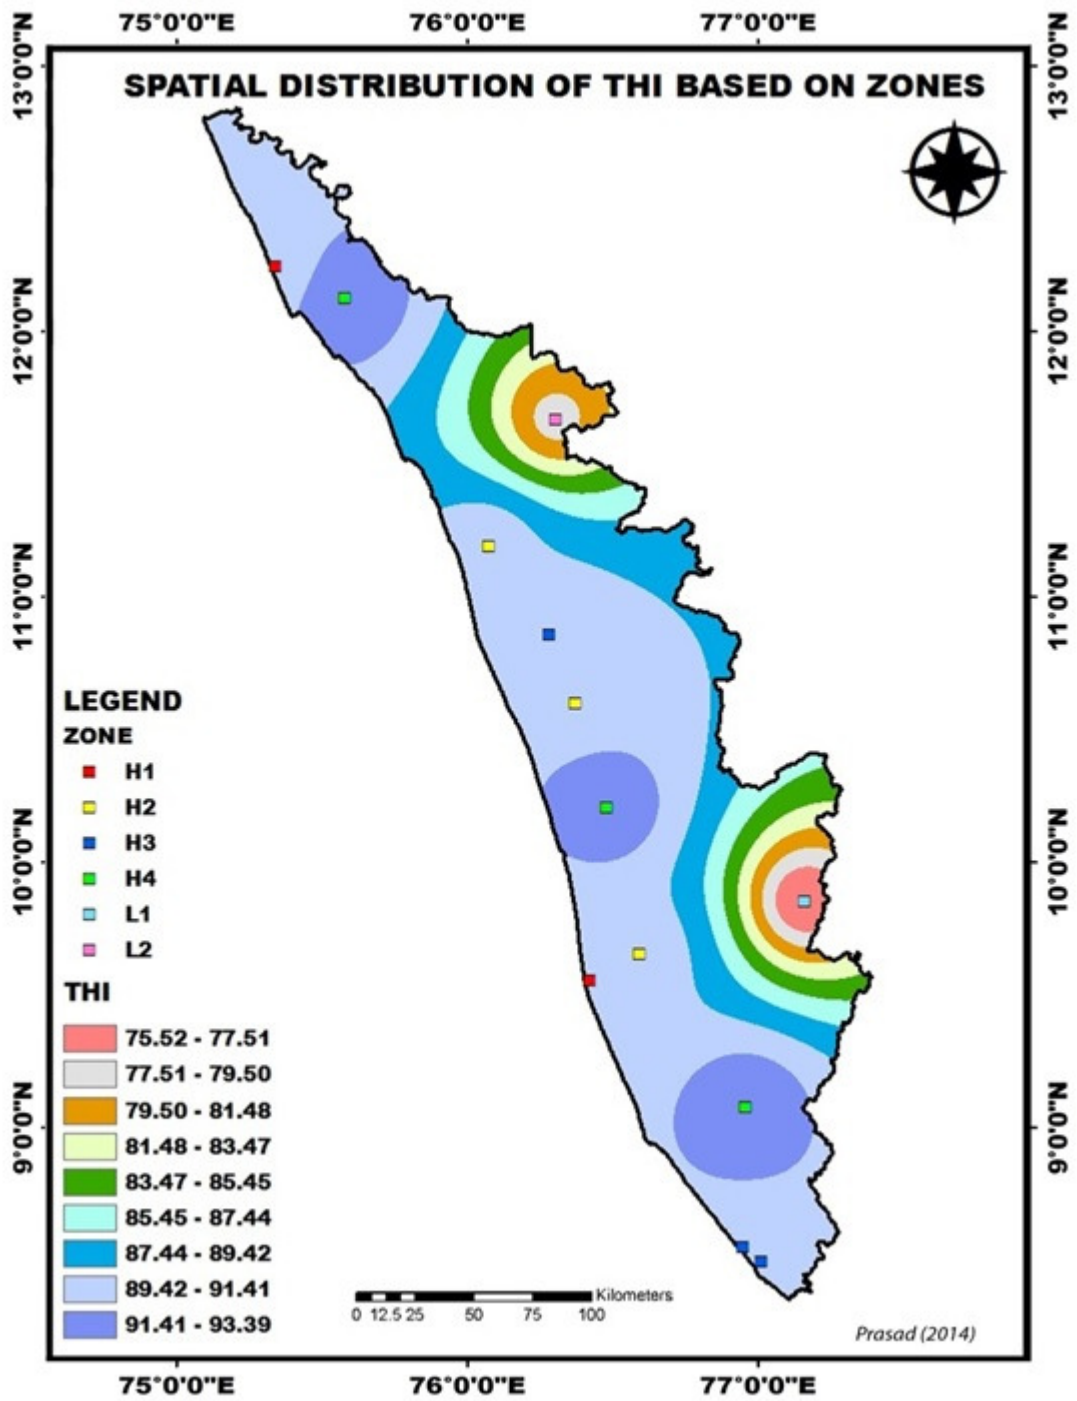 75°0'0"E 76°0'0"E 77°0'0"E
13°0'0"N 13°0'0"N
SPATIAL DISTRIBUTION OF THI BASED ON ZONES
12°0'0"N 12°0'0"N
11°0'0"N 11°0'0"N
LEGEND
ZONE
H1
H2
H3
H4
L1
L2
10°0'0"N 10°0'0"N
THI
75.52 - 77.51
77.51 - 79.50
79.50 - 81.48
81.48 - 83.47
83.47 - 85.45
85.45 - 87.44
87.44 - 89.42
89.42 - 91.41
91.41 - 93.39
9°0'0"N 9°0'0"N
Kilometers
0 12.5 25 50 75 100
Prasad (2014)
75°0'0"E 76°0'0"E 77°0'0"E